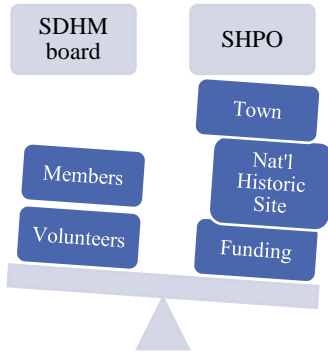 SDHM
board
SHPO
Town
Nat'l
Historic
Site
Members
Volunteers
Funding